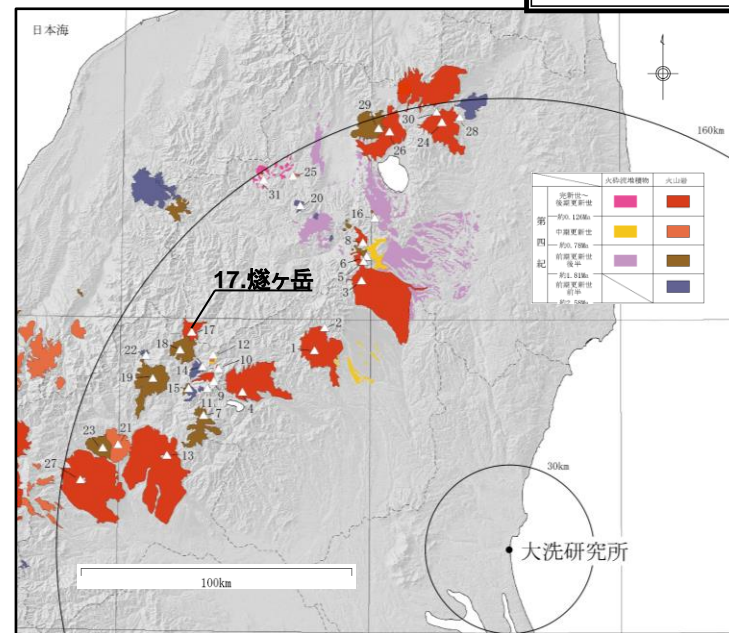 日本海
160km
29
30
28
24
26
25
31
20
16
8
6
5
3
火砕流堆積物
火山岩
第四紀
完新世～
後期更新世
約0.126Ma
中期更新世
約0.78Ma
前期更新世
後半
約1.81Ma
前期更新世
前半
約2.58Ma
17.燧ヶ岳
17
2
18
12
1
22
14
10
19
15
9
4
11
7
23
21
13
27
30km
大洗研究所
100km